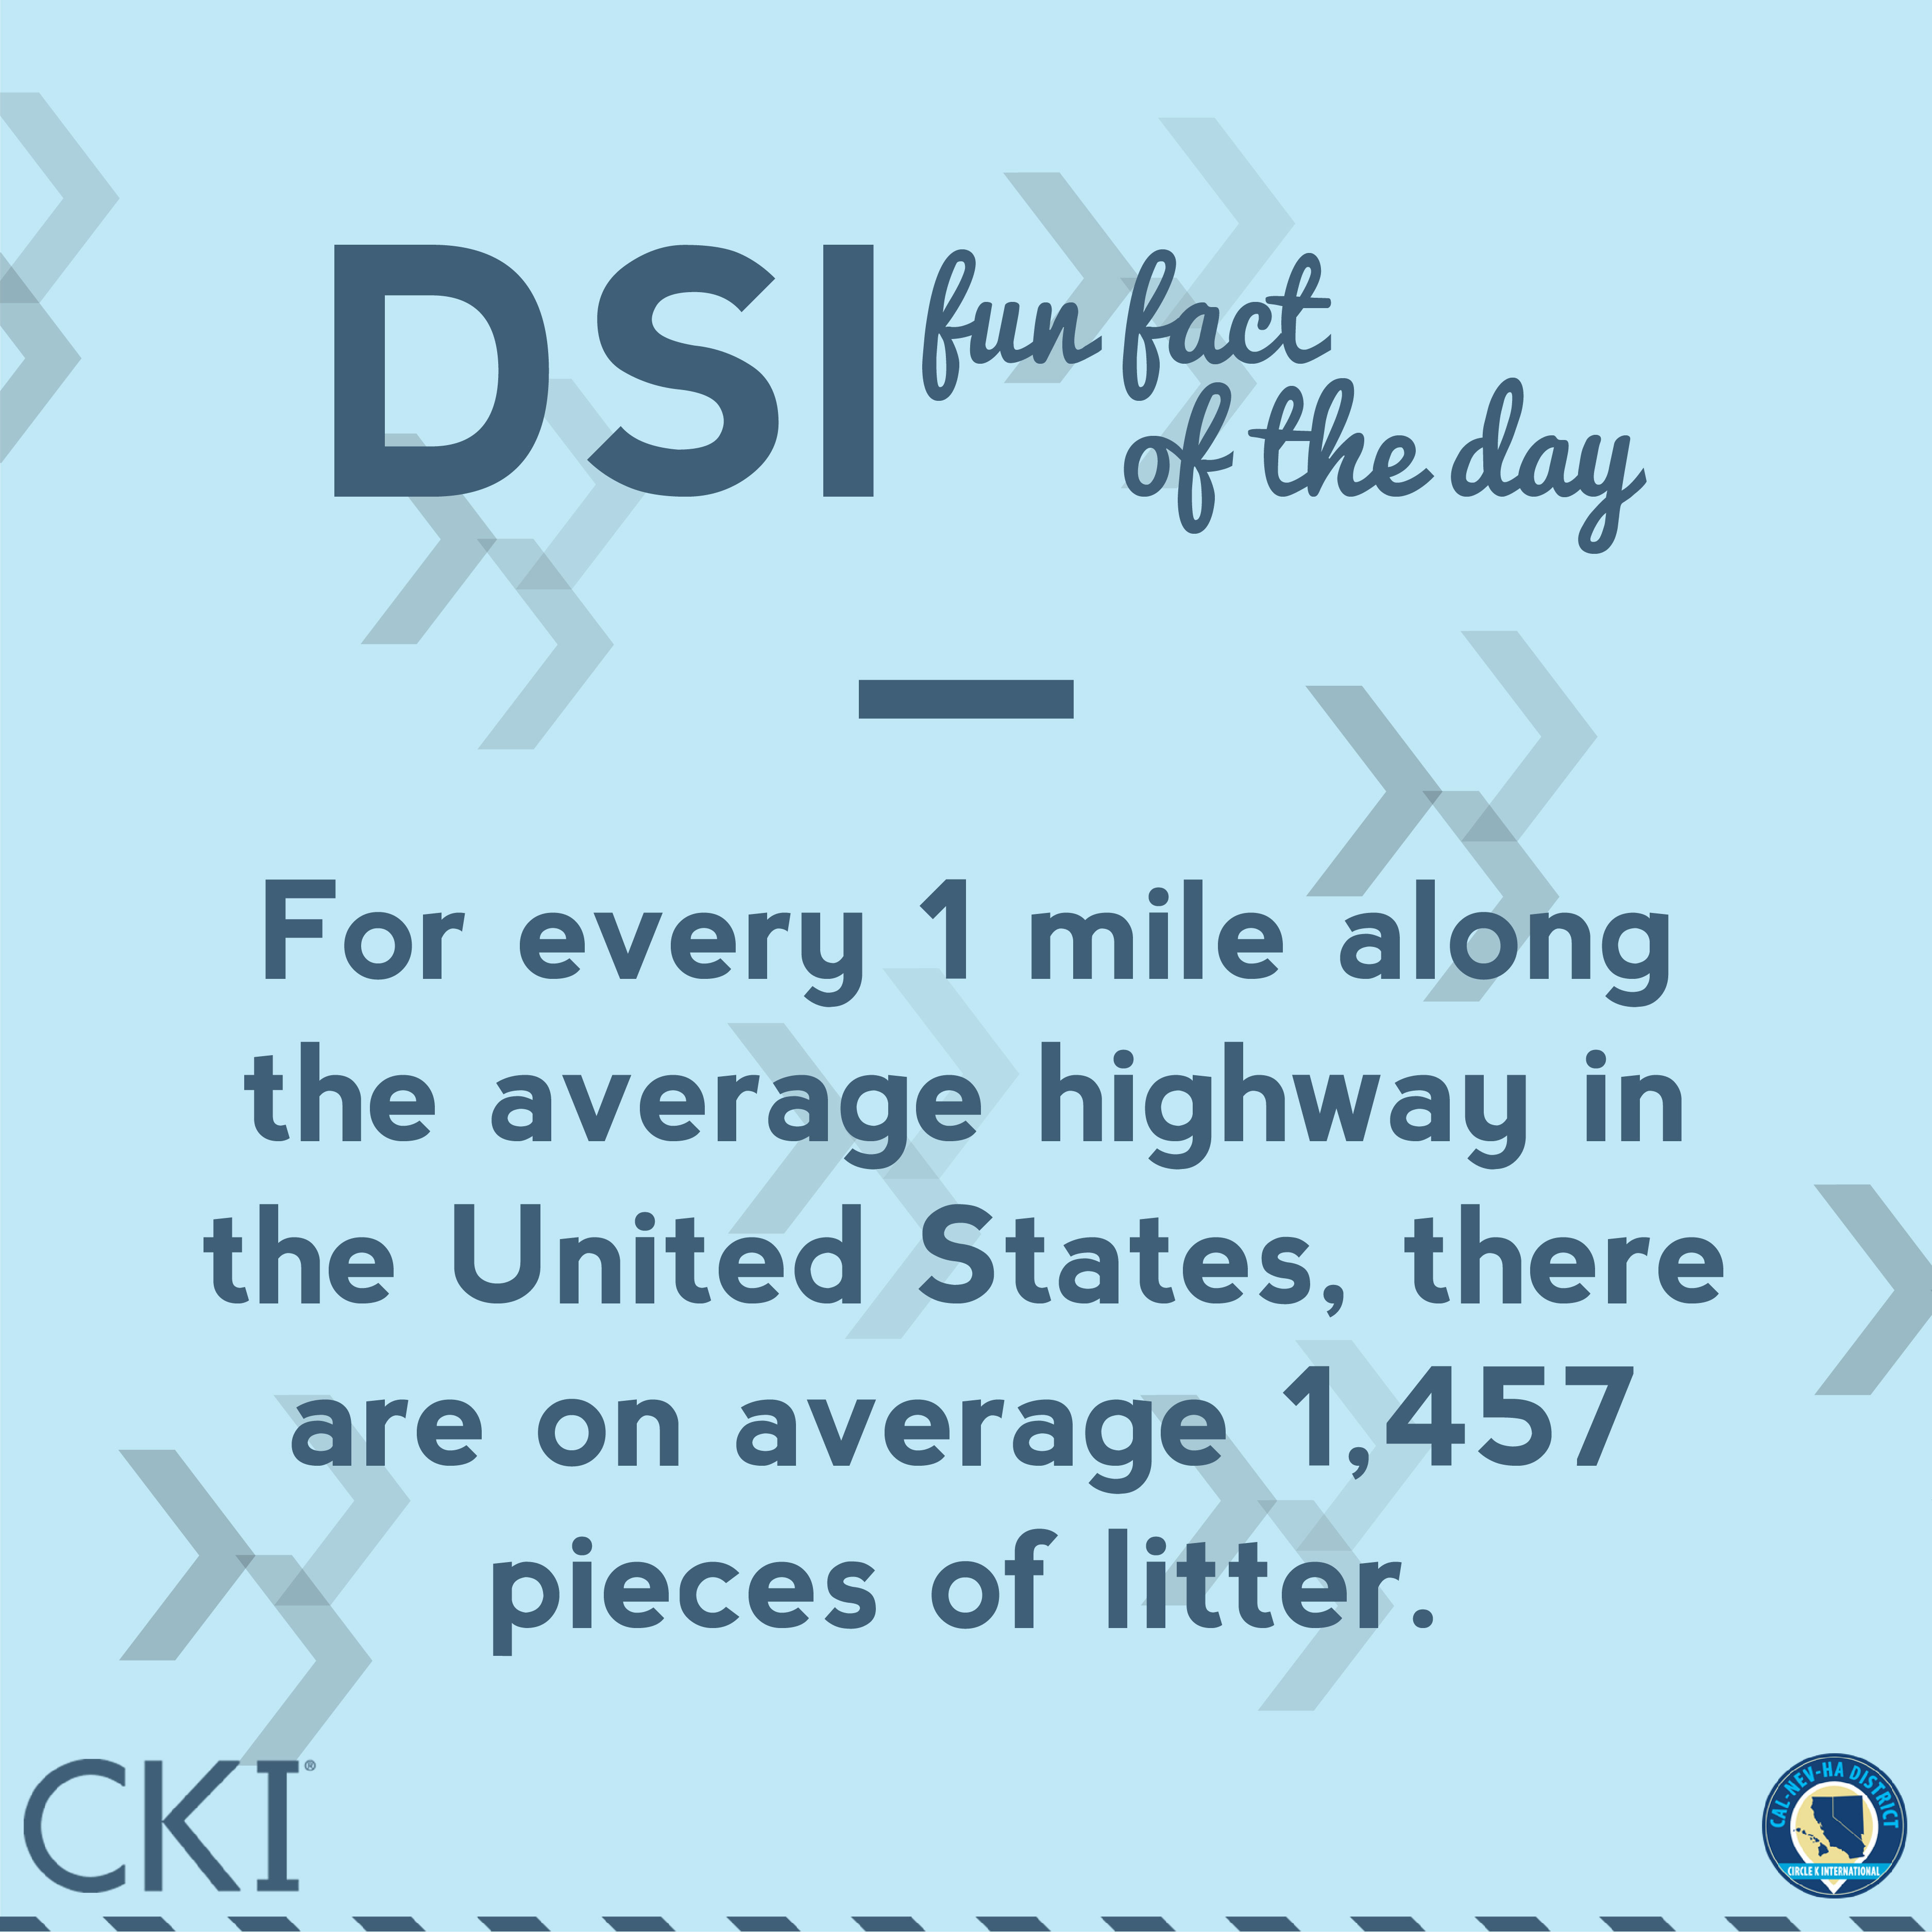 DSI fun fact
of the day
For every 1 mile along
the average highway in
the United States, there
are on average 1,457
pieces of litter.
CKI®
CAL-NEV-HA DISTRICT
CIRCLE K INTERNATIONAL